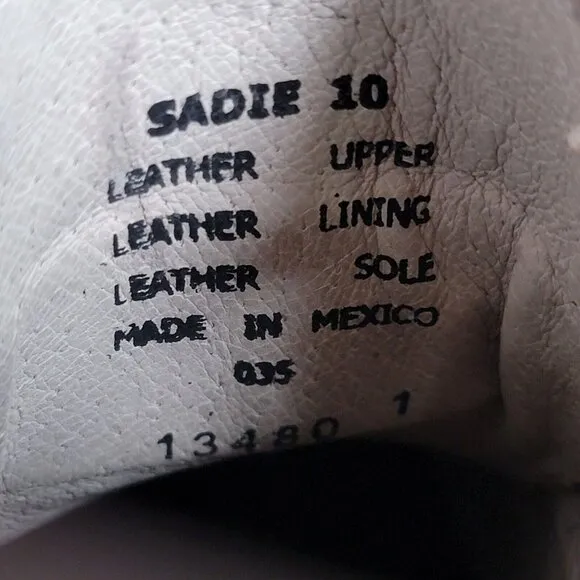 SADIE 10
LEATHER UPPER
LEATHER LINING
LEATHER SOLE
MADE IN MEXICO
035
13480 1